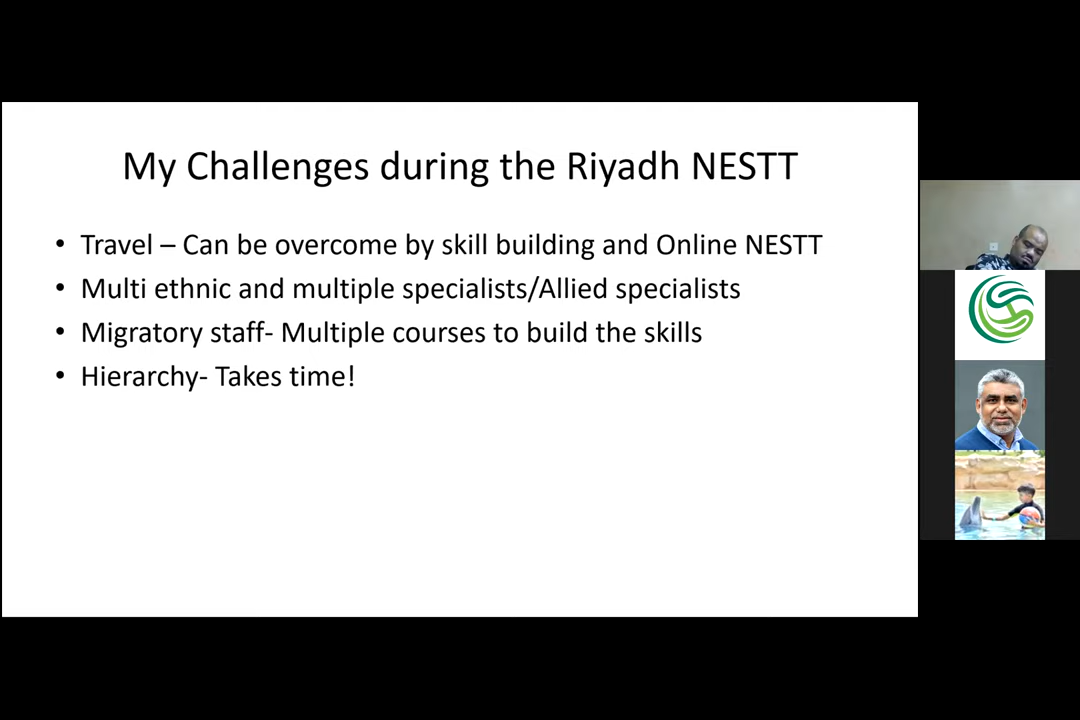 My Challenges during the Riyadh NESTT
• Travel – Can be overcome by skill building and Online NESTT
• Multi ethnic and multiple specialists/Allied specialists
• Migratory staff- Multiple courses to build the skills
• Hierarchy- Takes time!